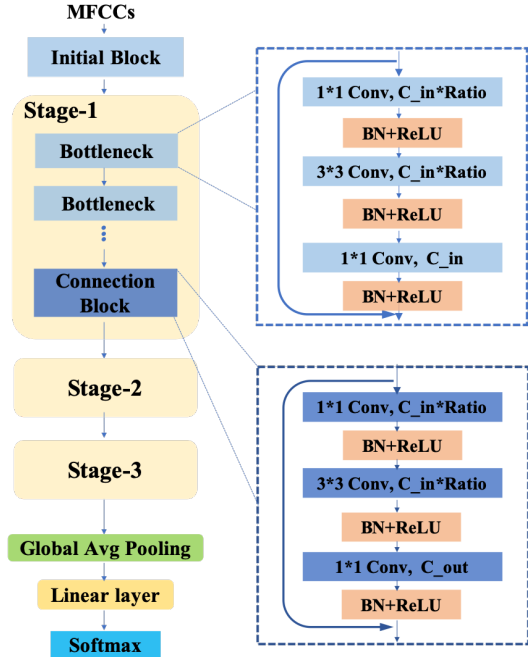 MFCCs
Initial Block
Stage-1
Bottleneck
Bottleneck
Connection
Block
Stage-2
Stage-3
Global Avg Pooling
Linear layer
Softmax
1*1 Conv, C_in*Ratio
BN+ReLU
3*3 Conv, C_in*Ratio
BN+ReLU
1*1 Conv, C_in
BN+ReLU
1*1 Conv, C_in*Ratio
BN+ReLU
3*3 Conv, C_in*Ratio
BN+ReLU
1*1 Conv, C_out
BN+ReLU